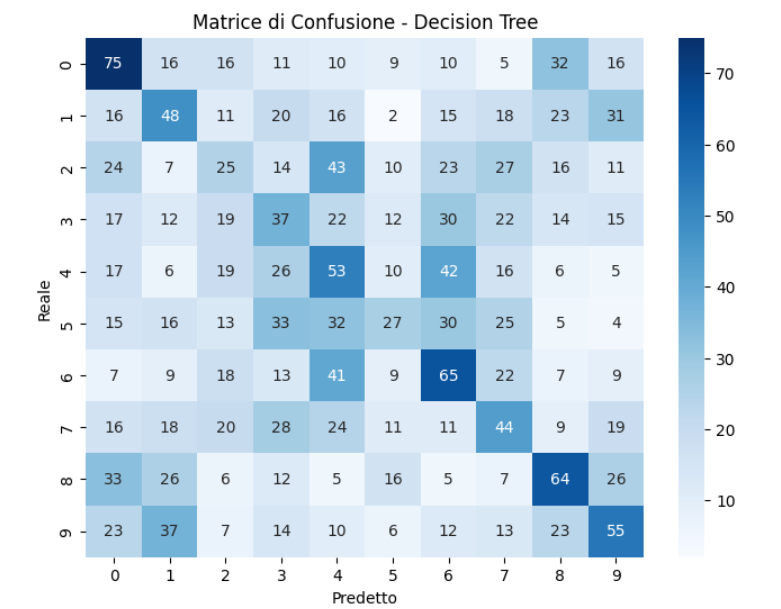 Matrice di Confusione - Decision Tree
0 75 16 16 11 10 9 10 5 32 16
1 16 48 11 20 16 2 15 18 23 31
2 24 7 25 14 43 10 23 27 16 11
3 17 12 19 37 22 12 30 22 14 15
4 17 6 19 26 53 10 42 16 6 5
5 15 16 13 33 32 27 30 25 5 4
6 7 9 18 13 41 9 65 22 7 9
7 16 18 20 28 24 11 11 44 9 19
8 33 26 6 12 5 16 5 7 64 26
9 23 37 7 14 10 6 12 13 23 55
0 1 2 3 4 5 6 7 8 9
Predetto
Reale
70
60
50
40
30
20
10